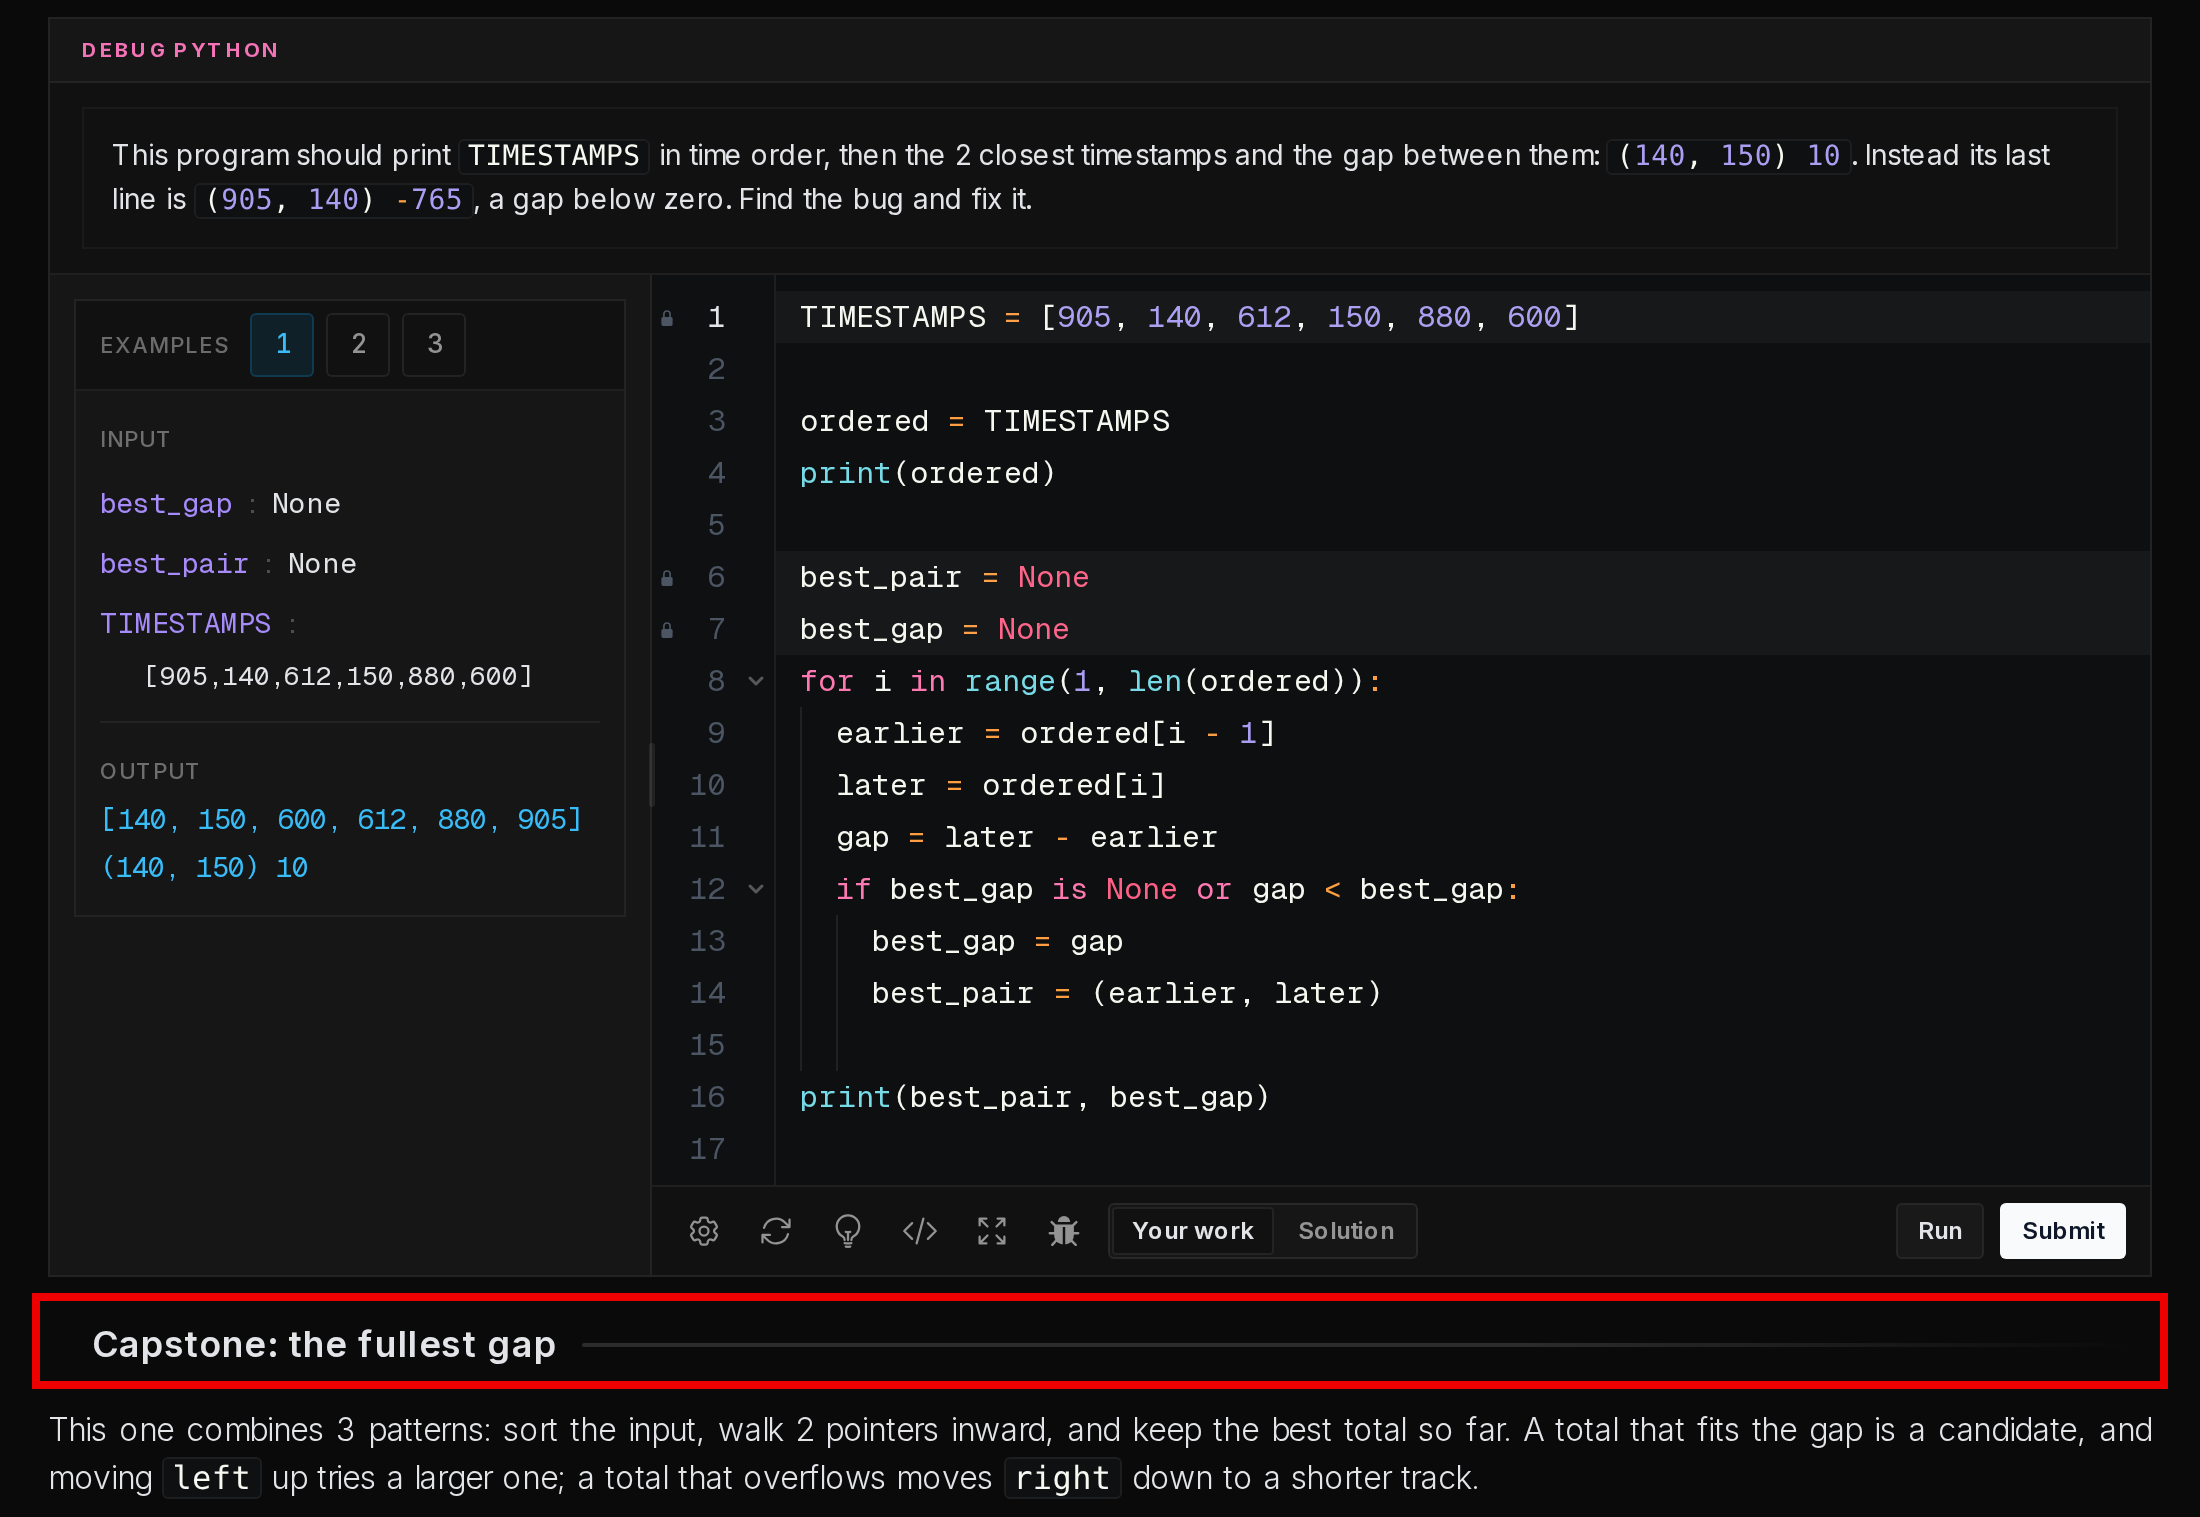 DEBUG PYTHON
This program should print TIMESTAMPS in time order, then the 2 closest timestamps and the gap between them: (140, 150) 10. Instead its last
line is (905, 140) -765, a gap below zero. Find the bug and fix it.
EXAMPLES 1 2 3
INPUT
best_gap : None
best_pair : None
TIMESTAMPS :
[905,140,612,150,880,600]
OUTPUT
[140, 150, 600, 612, 880, 905]
(140, 150) 10
1 TIMESTAMPS = [905, 140, 612, 150, 880, 600]
2
3 ordered = TIMESTAMPS
4 print(ordered)
5
6 best_pair = None
7 best_gap = None
8 for i in range(1, len(ordered)):
9 earlier = ordered[i - 1]
10 later = ordered[i]
11 gap = later - earlier
12 if best_gap is None or gap < best_gap:
13 best_gap = gap
14 best_pair = (earlier, later)
15
16 print(best_pair, best_gap)
17
Your work Solution Run Submit
Capstone: the fullest gap
This one combines 3 patterns: sort the input, walk 2 pointers inward, and keep the best total so far. A total that fits the gap is a candidate, and
moving left up tries a larger one; a total that overflows moves right down to a shorter track.